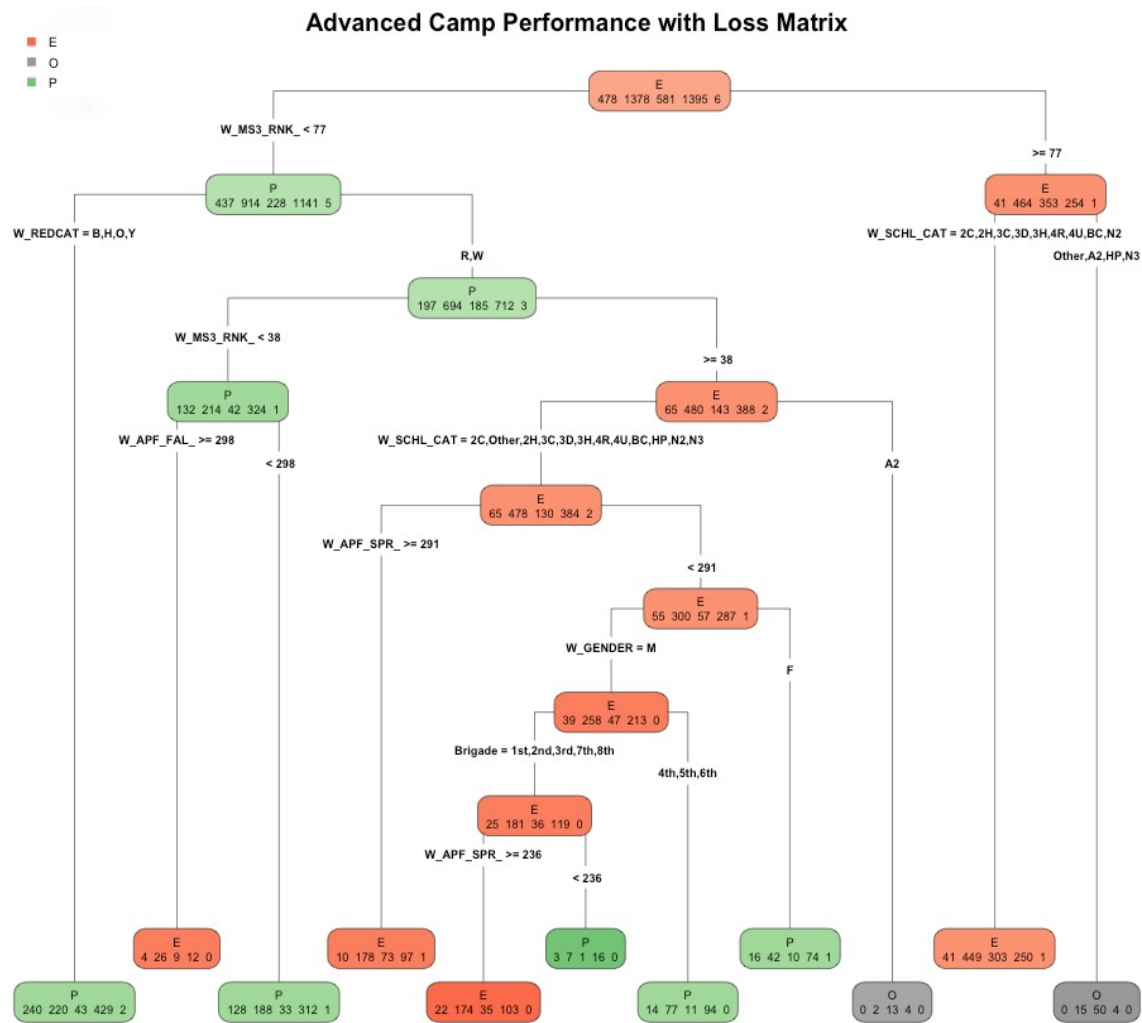 Advanced Camp Performance with Loss Matrix
E
O
P
E
478 1378 581 1395 6
W_MS3_RNK_ < 77
>= 77
P
437 914 228 1141 5
E
41 464 353 254 1
W_REDCAT = B,H,O,Y
R,W
W_SCHL_CAT = 2C,2H,3C,3D,3H,4R,4U,BC,N2
Other,A2,HP,N3
P
197 694 185 712 3
W_MS3_RNK_ < 38
>= 38
P
132 214 42 324 1
E
65 480 143 388 2
W_APF_FAL_ >= 298
< 298
W_SCHL_CAT = 2C,Other,2H,3C,3D,3H,4R,4U,BC,HP,N2,N3
A2
E
65 478 130 384 2
W_APF_SPR_ >= 291
< 291
E
55 300 57 287 1
W_GENDER = M
F
E
39 258 47 213 0
Brigade = 1st,2nd,3rd,7th,8th
4th,5th,6th
E
25 181 36 119 0
W_APF_SPR_ >= 236
< 236
E
4 26 9 12 0
E
10 178 73 97 1
P
3 7 1 16 0
P
16 42 10 74 1
E
41 449 303 250 1
P
240 220 43 429 2
P
128 188 33 312 1
E
22 174 35 103 0
P
14 77 11 94 0
O
0 2 13 4 0
O
0 15 50 4 0